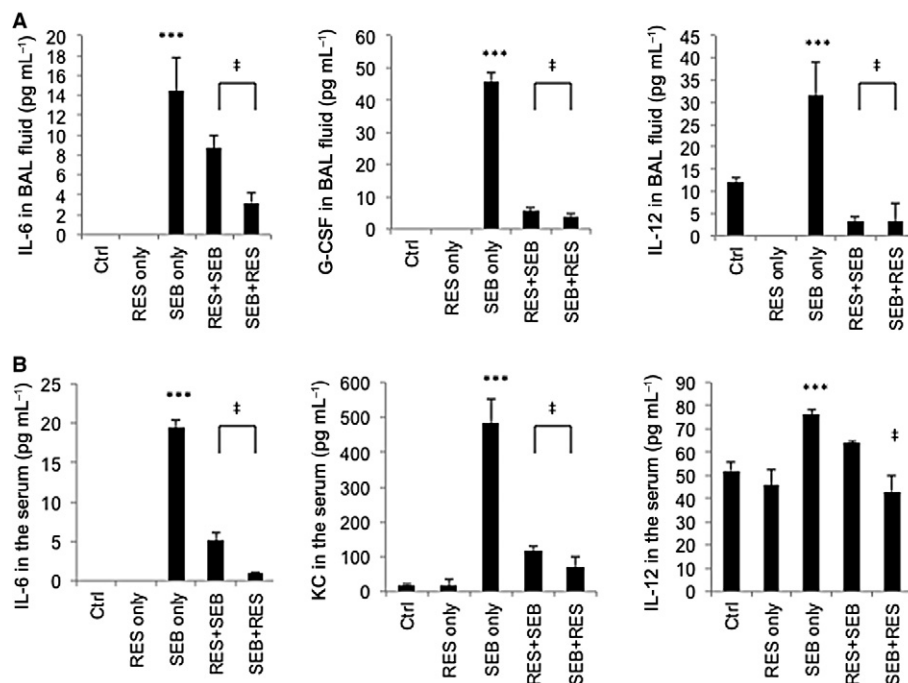 A
IL-6 in BAL fluid (pg mL⁻¹)
20
18
16
14
12
10
8
6
4
2
0
***
‡
Ctrl
RES only
SEB only
RES+SEB
SEB+RES
G-CSF in BAL fluid (pg mL⁻¹)
60
50
40
30
20
10
0
***
‡
Ctrl
RES only
SEB only
RES+SEB
SEB+RES
IL-12 in BAL fluid (pg mL⁻¹)
45
40
35
30
25
20
15
10
5
0
***
‡
Ctrl
RES only
SEB only
RES+SEB
SEB+RES
B
IL-6 in the serum (pg mL⁻¹)
25
20
15
10
5
0
***
‡
Ctrl
RES only
SEB only
RES+SEB
SEB+RES
KC in the serum (pg mL⁻¹)
600
500
400
300
200
100
0
***
‡
Ctrl
RES only
SEB only
RES+SEB
SEB+RES
IL-12 in the serum (pg mL⁻¹)
90
80
70
60
50
40
30
20
10
0
***
‡
Ctrl
RES only
SEB only
RES+SEB
SEB+RES